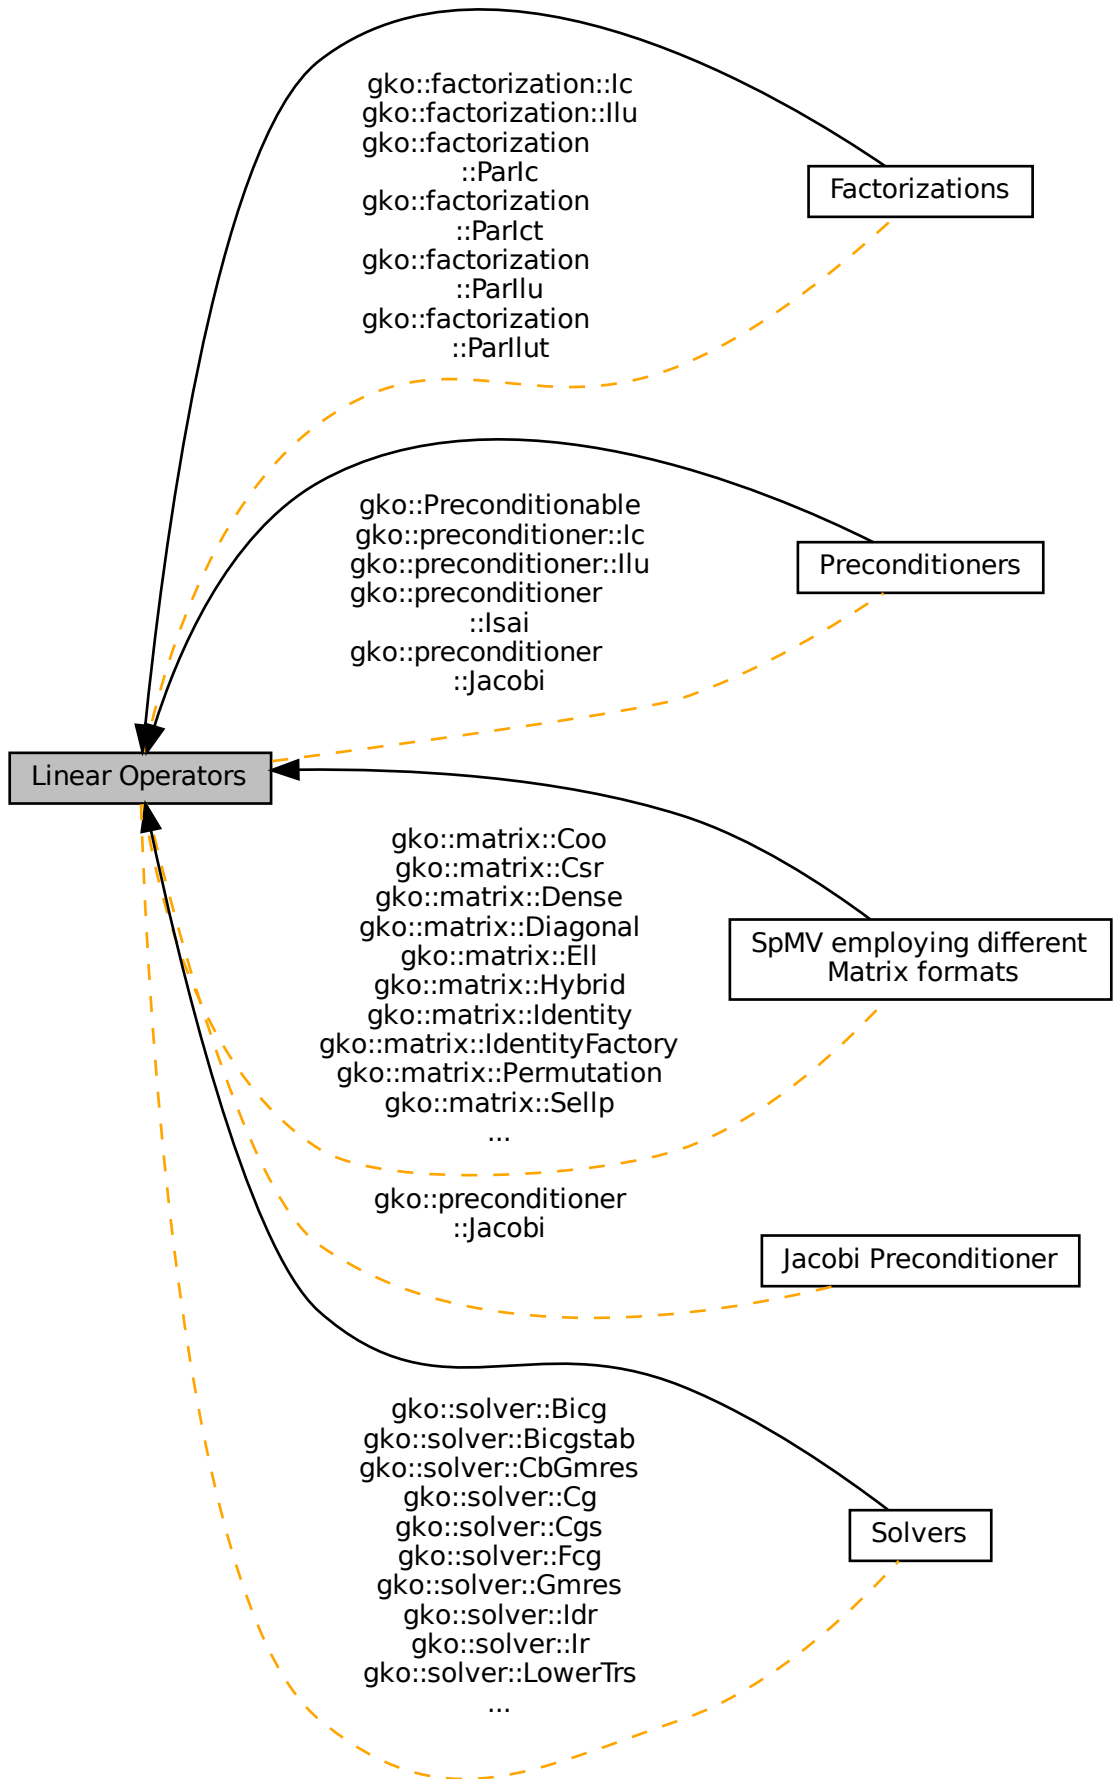 gko::factorization::Ic
gko::factorization::Ilu
gko::factorization
::ParIc
gko::factorization
::ParIct
gko::factorization
::ParIlu
gko::factorization
::ParIlut
Factorizations
gko::Preconditionable
gko::preconditioner::Ic
gko::preconditioner::Ilu
gko::preconditioner
::Isai
gko::preconditioner
::Jacobi
Preconditioners
Linear Operators
gko::matrix::Coo
gko::matrix::Csr
gko::matrix::Dense
gko::matrix::Diagonal
gko::matrix::Ell
gko::matrix::Hybrid
gko::matrix::Identity
gko::matrix::IdentityFactory
gko::matrix::Permutation
gko::matrix::Sellp
...
SpMV employing different
Matrix formats
gko::preconditioner
::Jacobi
Jacobi Preconditioner
gko::solver::Bicg
gko::solver::Bicgstab
gko::solver::CbGmres
gko::solver::Cg
gko::solver::Cgs
gko::solver::Fcg
gko::solver::Gmres
gko::solver::Idr
gko::solver::Ir
gko::solver::LowerTrs
...
Solvers